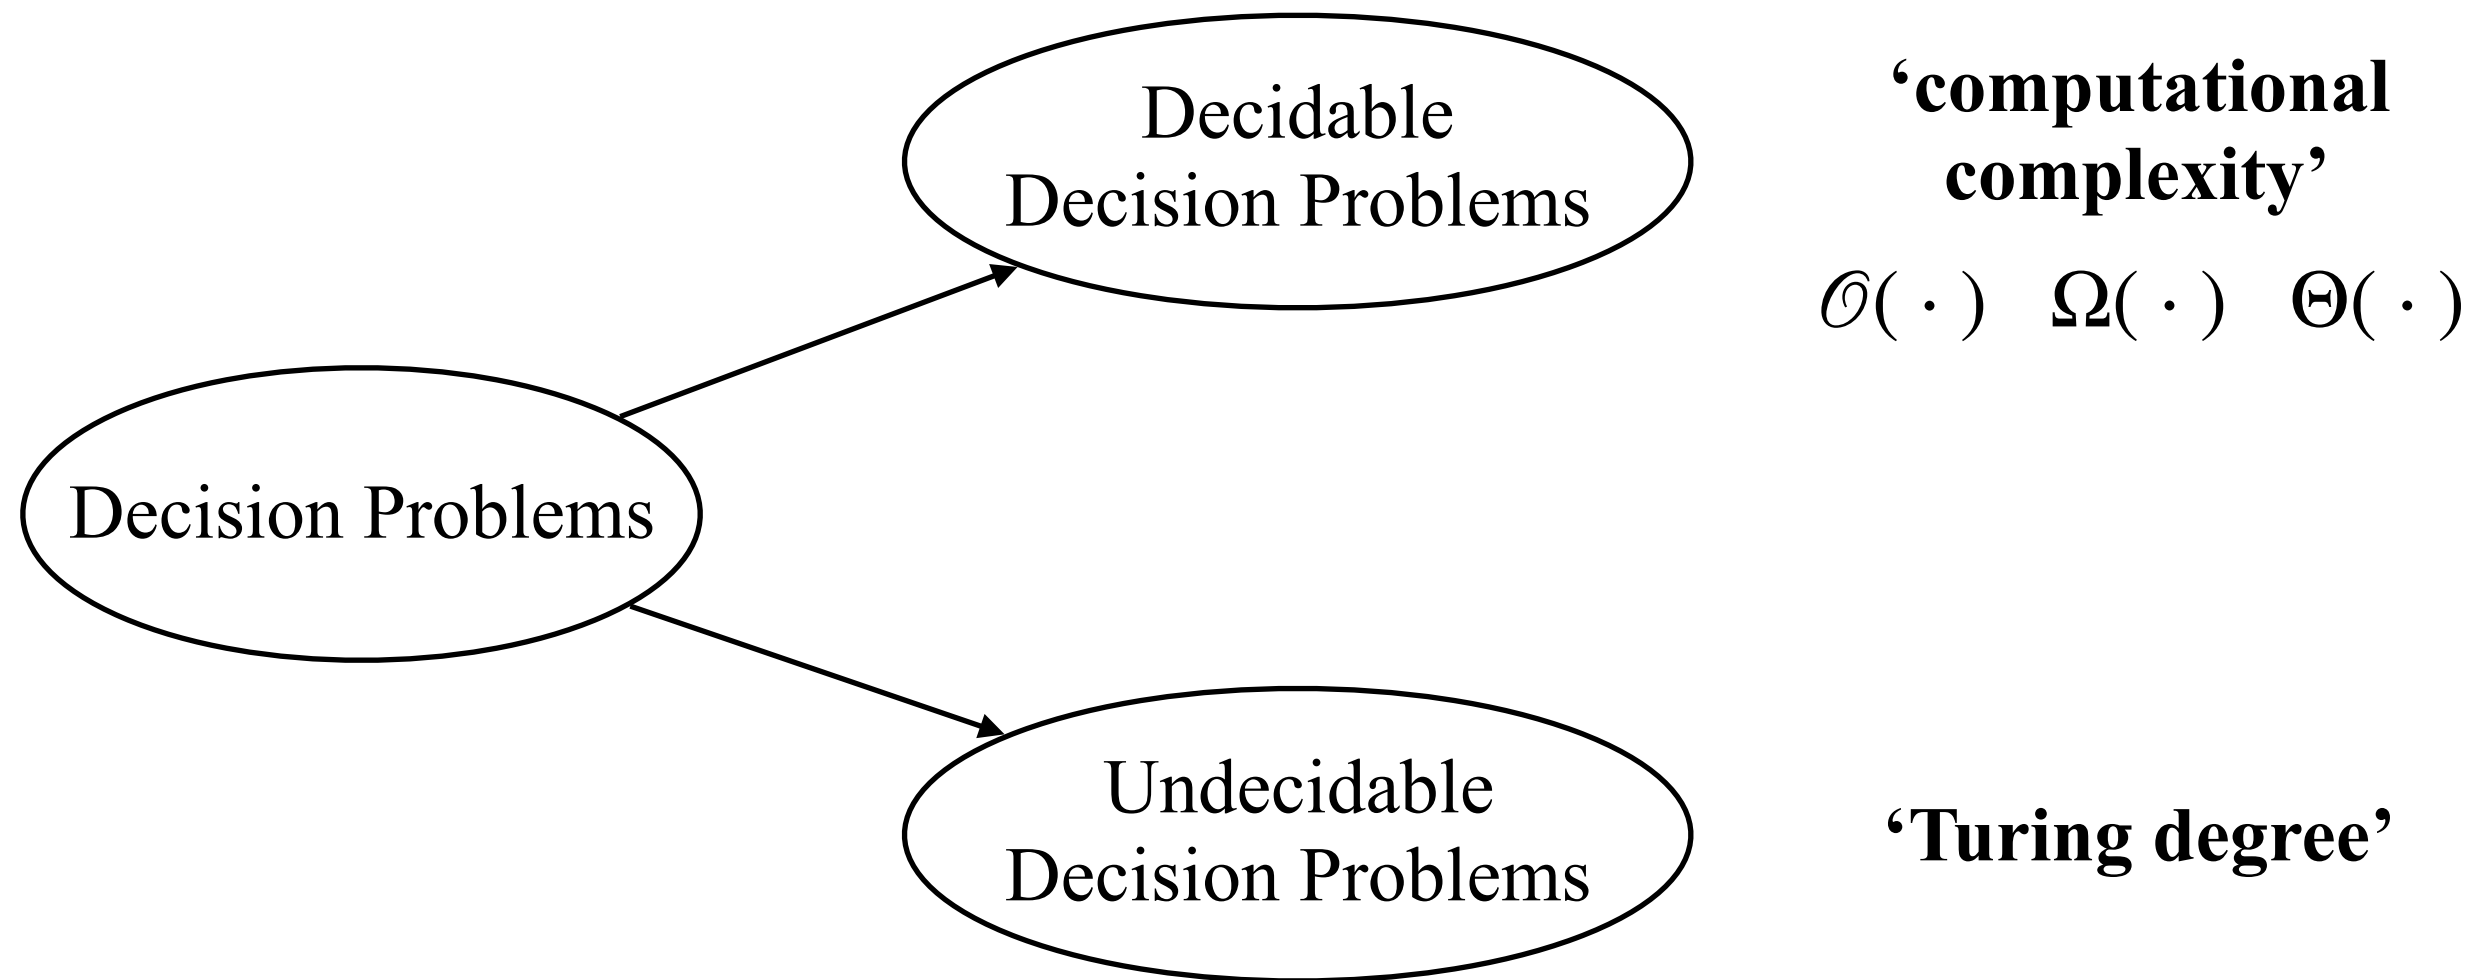 Decidable
Decision Problems
‘computational
complexity’
𝒪( · ) Ω( · ) Θ( · )
Decision Problems
Undecidable
Decision Problems
‘Turing degree’